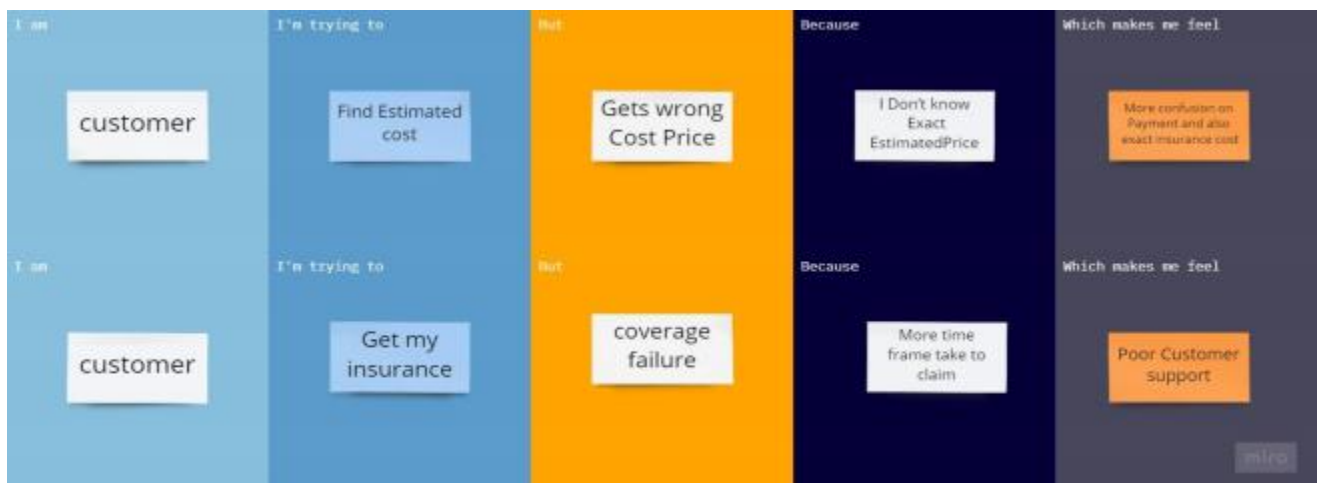 I am
I'm trying to
But
Because
Which makes me feel
customer
Find Estimated
cost
Gets wrong
Cost Price
I Don't know
Exact
EstimatedPrice
More confusion on
Payment and also
exact insurance cost
I am
I'm trying to
But
Because
Which makes me feel
customer
Get my
insurance
coverage
failure
More time
frame take to
claim
Poor Customer
support
miro